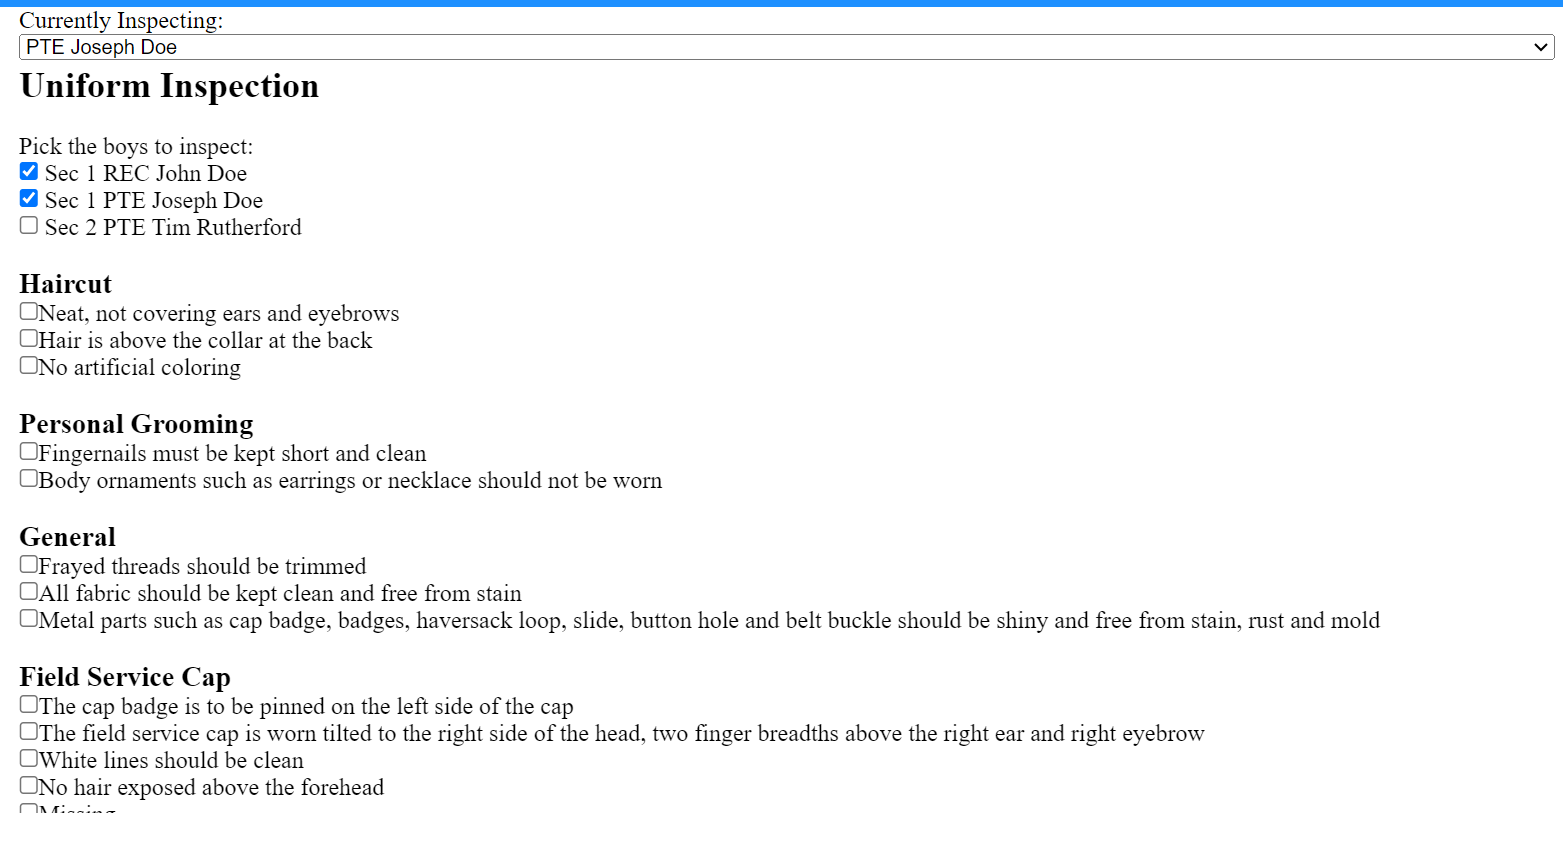 Currently Inspecting:
PTE Joseph Doe
Uniform Inspection
Pick the boys to inspect:
Sec 1 REC John Doe
Sec 1 PTE Joseph Doe
Sec 2 PTE Tim Rutherford
Haircut
Neat, not covering ears and eyebrows
Hair is above the collar at the back
No artificial coloring
Personal Grooming
Fingernails must be kept short and clean
Body ornaments such as earrings or necklace should not be worn
General
Frayed threads should be trimmed
All fabric should be kept clean and free from stain
Metal parts such as cap badge, badges, haversack loop, slide, button hole and belt buckle should be shiny and free from stain, rust and mold
Field Service Cap
The cap badge is to be pinned on the left side of the cap
The field service cap is worn tilted to the right side of the head, two finger breadths above the right ear and right eyebrow
White lines should be clean
No hair exposed above the forehead
Missing